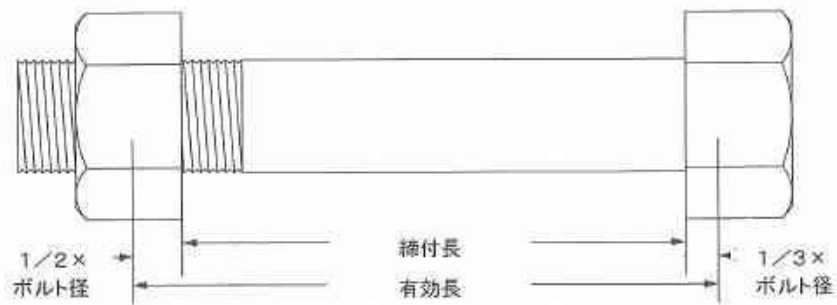 締付長
1/2×
ボルト径
有効長
1/3×
ボルト径